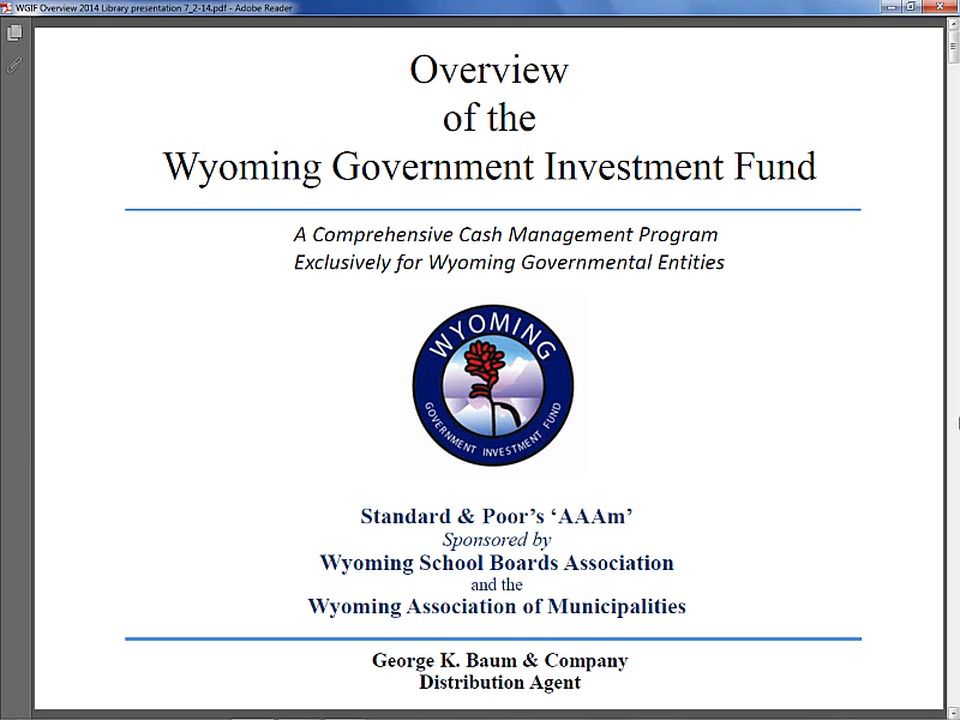 WGIF Overview 2014 Library presentation 7_2-14.pdf - Adobe Reader
Overview
of the
Wyoming Government Investment Fund
A Comprehensive Cash Management Program
Exclusively for Wyoming Governmental Entities
WYOMING
GOVERNMENT INVESTMENT FUND
Standard & Poor's ‘AAAm’
Sponsored by
Wyoming School Boards Association
and the
Wyoming Association of Municipalities
George K. Baum & Company
Distribution Agent